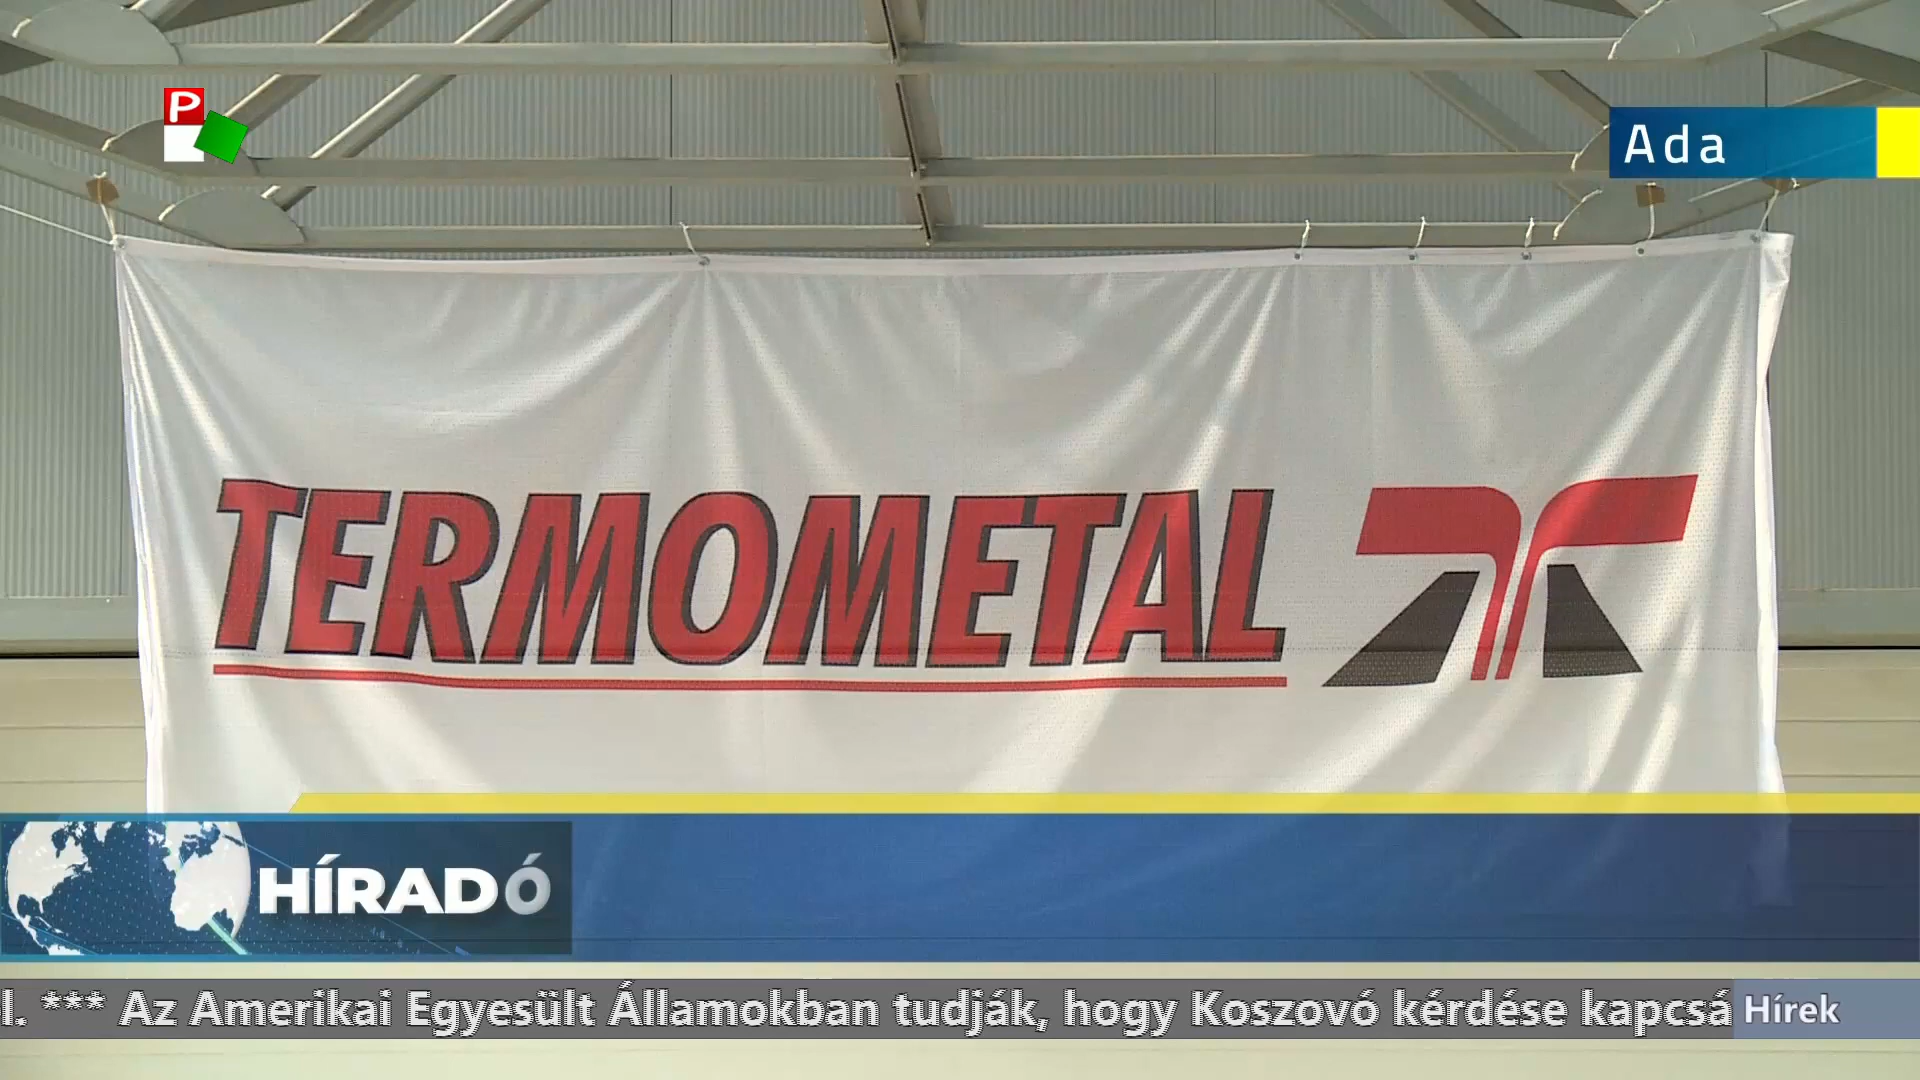 P
Ada
TERMOMETAL
HÍRADÓ
l. *** Az Amerikai Egyesült Államokban tudják, hogy Koszovó kérdése kapcsá
Hírek